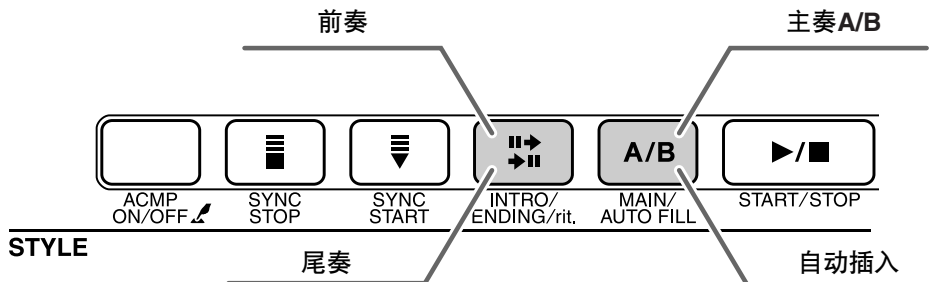 前奏
主奏A/B
A/B
ACMP
ON/OFF
SYNC
STOP
SYNC
START
INTRO/
ENDING/rit.
MAIN/
AUTO FILL
START/STOP
STYLE
尾奏
自动插入